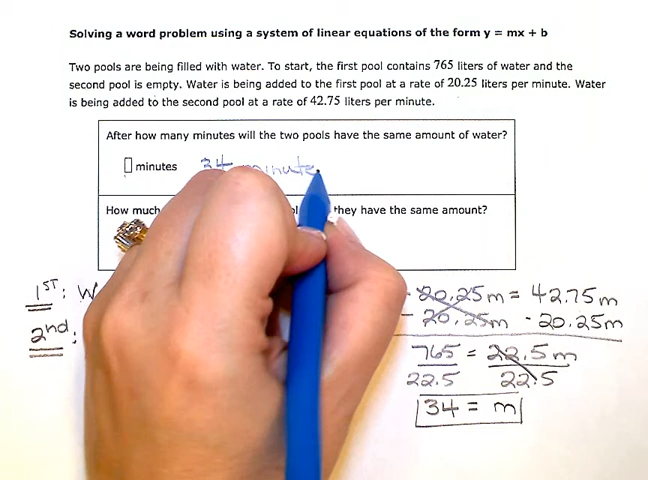 Solving a word problem using a system of linear equations of the form y = mx + b
Two pools are being filled with water. To start, the first pool contains 765 liters of water and the
second pool is empty. Water is being added to the first pool at a rate of 20.25 liters per minute. Water
is being added to the second pool at a rate of 42.75 liters per minute.
After how many minutes will the two pools have the same amount of water?
minutes 34 minute
How much they have the same amount?
1ST: W
2nd:
20.25m = 42.75m
- 20.25m - 20.25m
765 = 22.5m
22.5 22.5
34 = m